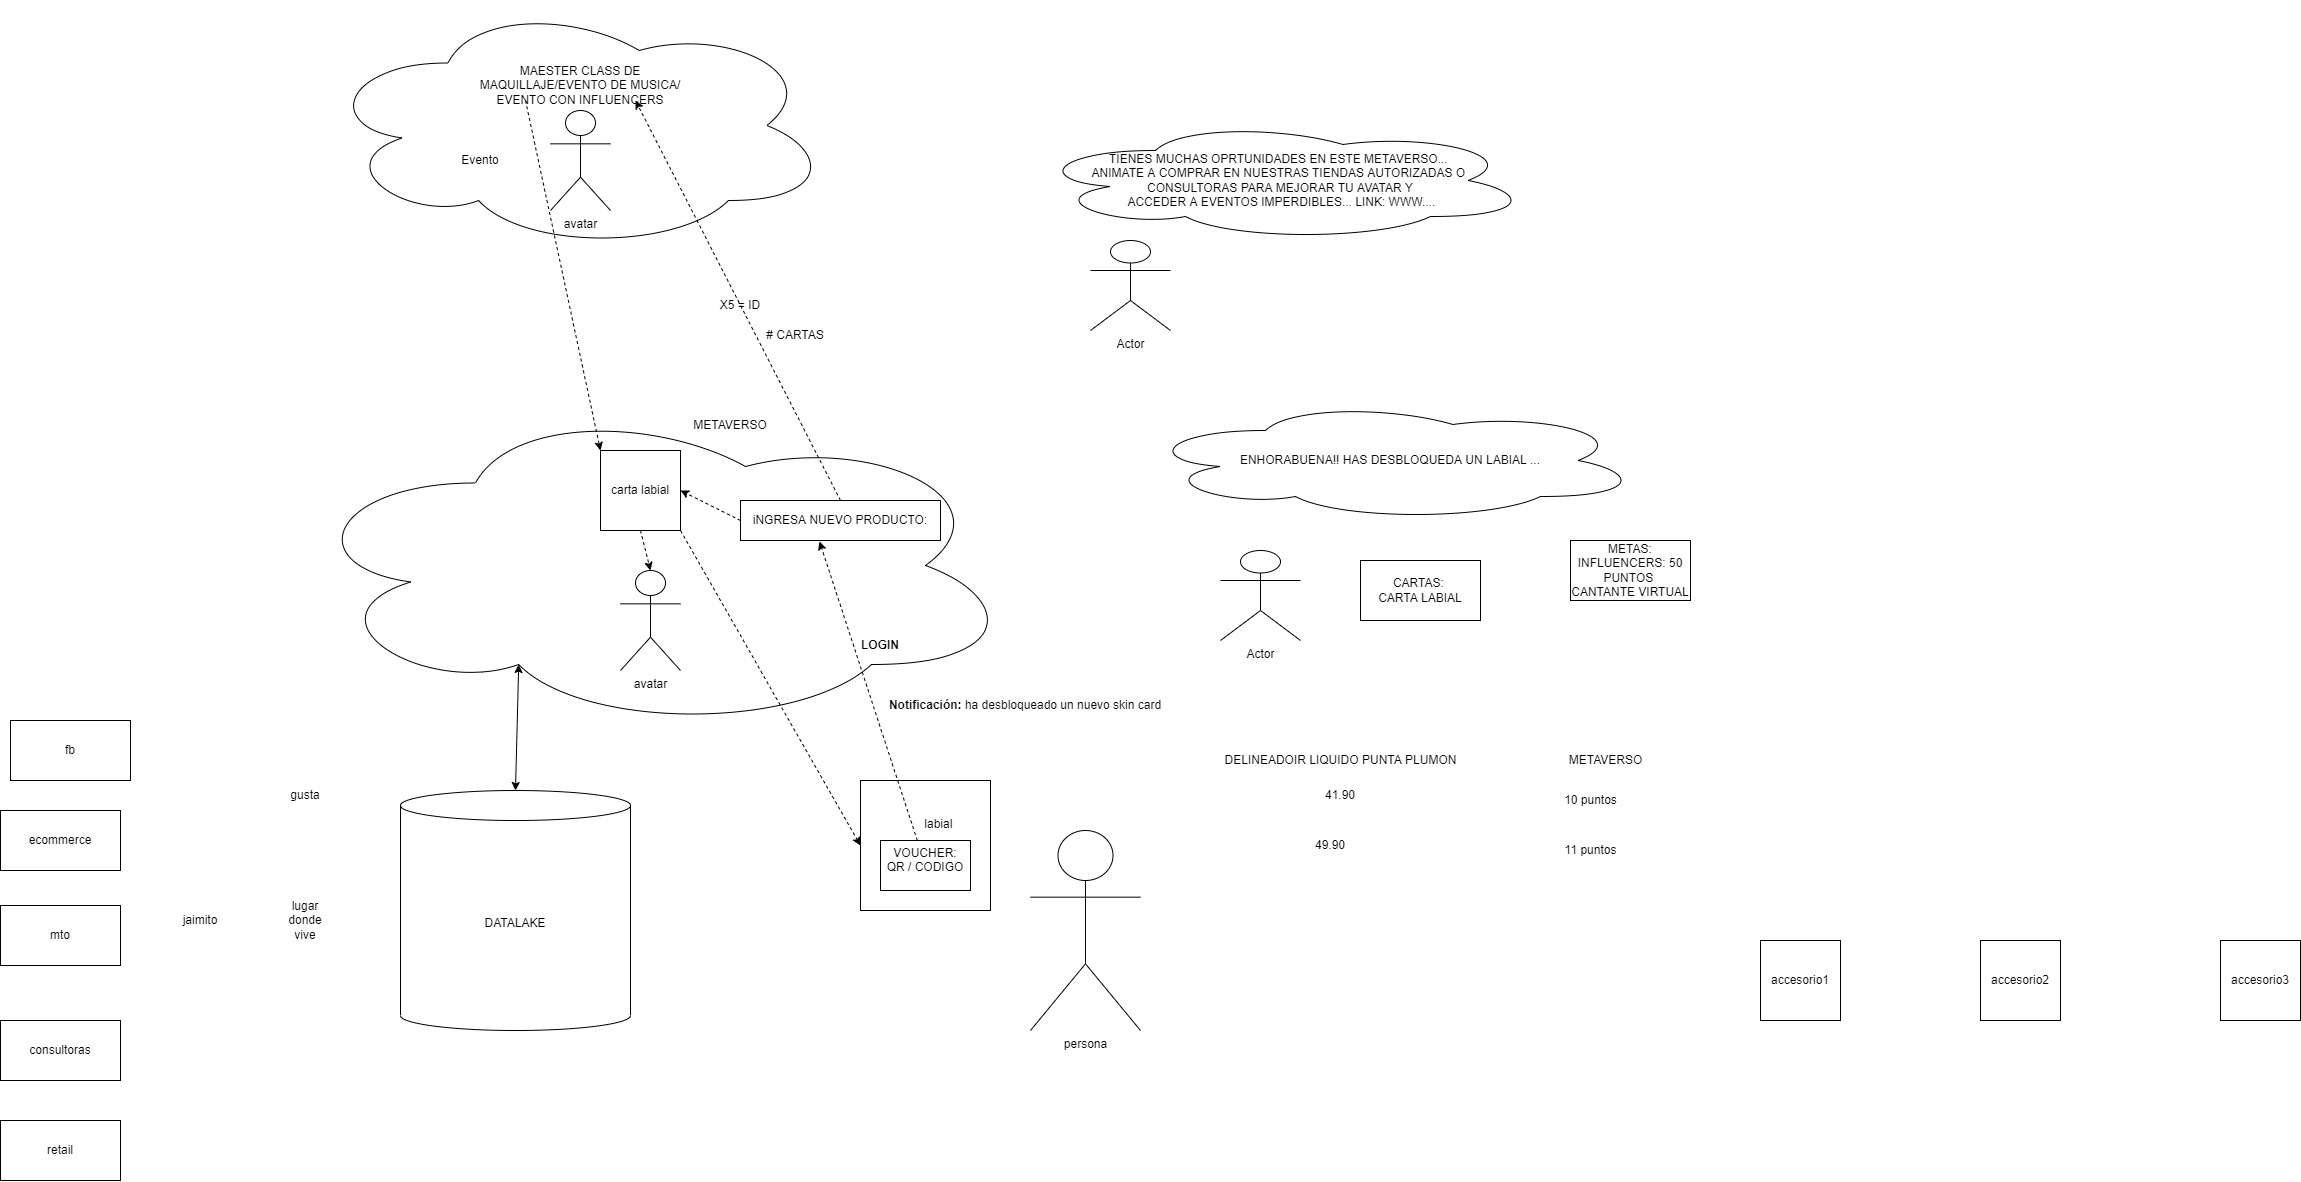 MAESTER CLASS DE
MAQUILLAJE/EVENTO DE MUSICA/
EVENTO CON INFLUENCERS
Evento
avatar
TIENES MUCHAS OPRTUNIDADES EN ESTE METAVERSO...
ANIMATE A COMPRAR EN NUESTRAS TIENDAS AUTORIZADAS O
CONSULTORAS PARA MEJORAR TU AVATAR Y
ACCEDER A EVENTOS IMPERDIBLES... LINK: WWW....
Actor
X5 = ID
# CARTAS
METAVERSO
carta labial
iNGRESA NUEVO PRODUCTO:
avatar
LOGIN
Notificación: ha desbloqueado un nuevo skin card
ENHORABUENA!! HAS DESBLOQUEDA UN LABIAL ...
Actor
CARTAS:
CARTA LABIAL
METAS:
INFLUENCERS: 50
PUNTOS
CANTANTE VIRTUAL
fb
ecommerce
mto
consultoras
retail
jaimito
gusta
lugar
donde
vive
DATALAKE
labial
VOUCHER:
QR / CODIGO
persona
DELINEADOIR LIQUIDO PUNTA PLUMON
METAVERSO
41.90
10 puntos
49.90
11 puntos
accesorio1
accesorio2
accesorio3